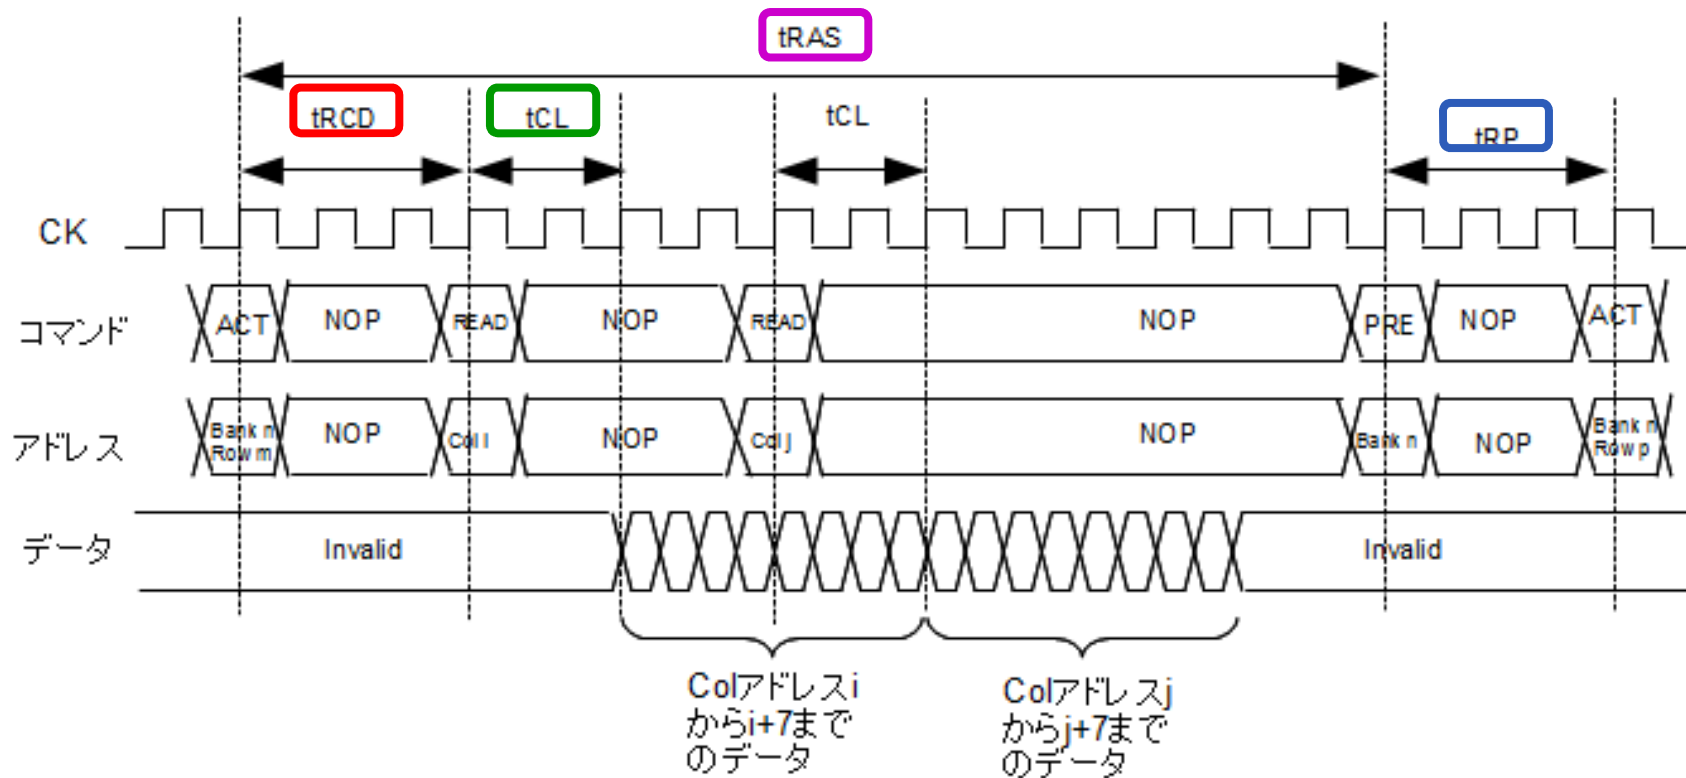 tRAS
tRCD
tCL
tCL
tRP
CK
コマンド
ACT
NOP
READ
NOP
READ
NOP
PRE
NOP
ACT
アドレス
Bank n
Row m
NOP
Col i
NOP
Col j
NOP
Bank n
NOP
Bank n
Row p
データ
Invalid
Invalid
Colアドレスi
からi+7まで
のデータ
Colアドレスj
からj+7まで
のデータ